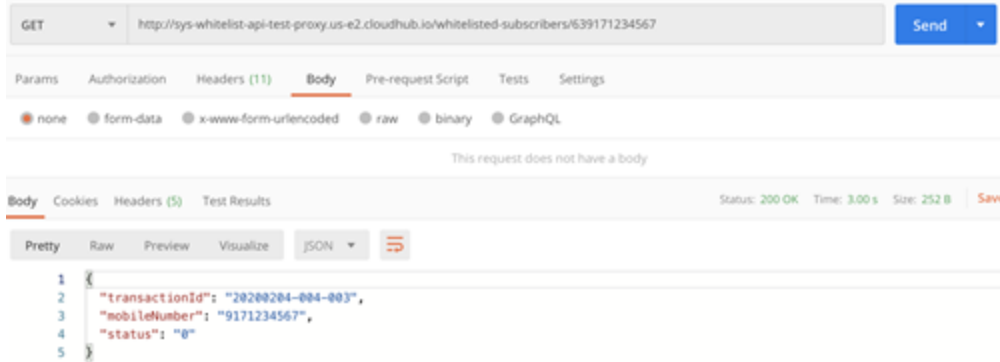 GET http://sys-whitelist-api-test-proxy.us-e2.cloudhub.io/whitelisted-subscribers/639171234567 Send
Params Authorization Headers (11) Body Pre-request Script Tests Settings
none form-data x-www-form-urlencoded raw binary GraphQL
This request does not have a body
Body Cookies Headers (5) Test Results Status: 200 OK Time: 3.00 s Size: 252 B Save
Pretty Raw Preview Visualize JSON
1 {
2 "transactionId": "20200204-004-003",
3 "mobileNumber": "9171234567",
4 "status": "0"
5 }